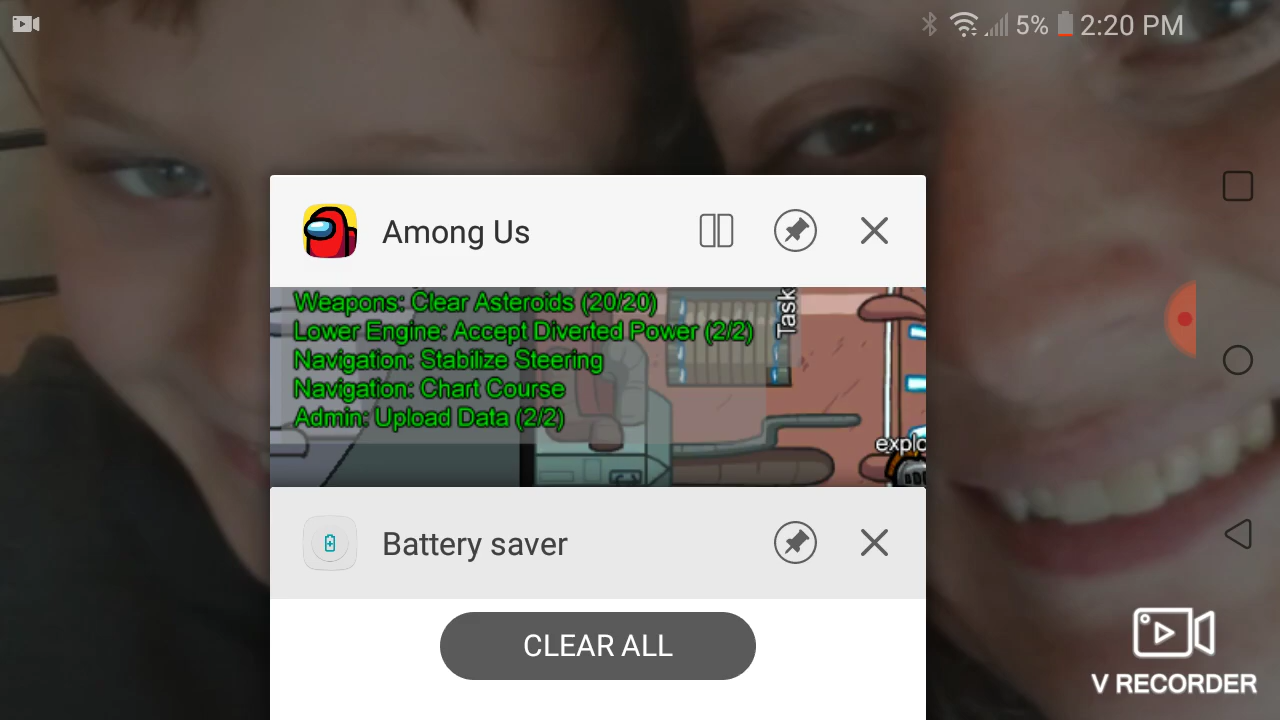 5% 2:20 PM
Among Us
Weapons: Clear Asteroids (20/20)
Lower Engine: Accept Diverted Power (2/2)
Navigation: Stabilize Steering
Navigation: Chart Course
Admin: Upload Data (2/2)
Task
explo
Battery saver
CLEAR ALL
V RECORDER